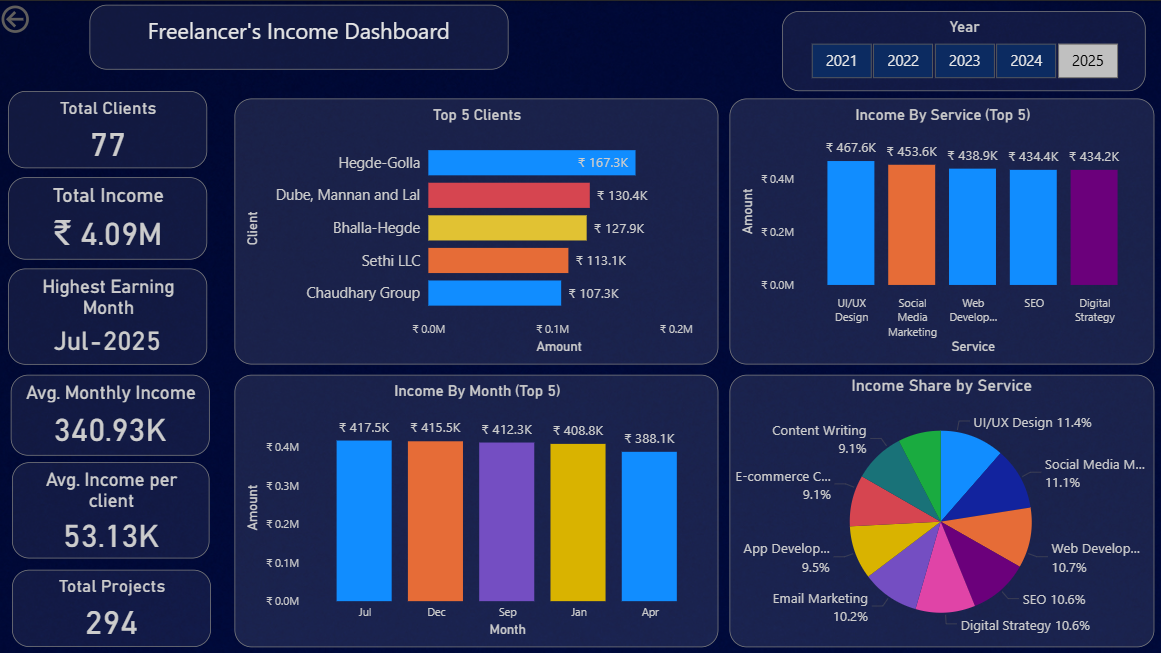 Freelancer's Income Dashboard
Year
2021 2022 2023 2024 2025
Total Clients
77
Total Income
₹ 4.09M
Highest Earning
Month
Jul-2025
Avg. Monthly Income
340.93K
Avg. Income per
client
53.13K
Total Projects
294
Top 5 Clients
Client
Hegde-Golla ₹ 167.3K
Dube, Mannan and Lal ₹ 130.4K
Bhalla-Hegde ₹ 127.9K
Sethi LLC ₹ 113.1K
Chaudhary Group ₹ 107.3K
₹ 0.0M ₹ 0.1M ₹ 0.2M
Amount
Income By Service (Top 5)
₹ 467.6K ₹ 453.6K ₹ 438.9K ₹ 434.4K ₹ 434.2K
Amount
₹ 0.4M
₹ 0.2M
₹ 0.0M
UI/UX
Design
Social
Media
Marketing
Web
Develop...
SEO
Digital
Strategy
Service
Income By Month (Top 5)
₹ 417.5K ₹ 415.5K ₹ 412.3K ₹ 408.8K ₹ 388.1K
Amount
₹ 0.4M
₹ 0.3M
₹ 0.2M
₹ 0.1M
₹ 0.0M
Jul Dec Sep Jan Apr
Month
Income Share by Service
UI/UX Design 11.4%
Social Media M...
11.1%
Web Develop...
10.7%
SEO 10.6%
Digital Strategy 10.6%
Email Marketing
10.2%
App Develop...
9.5%
E-commerce C...
9.1%
Content Writing
9.1%